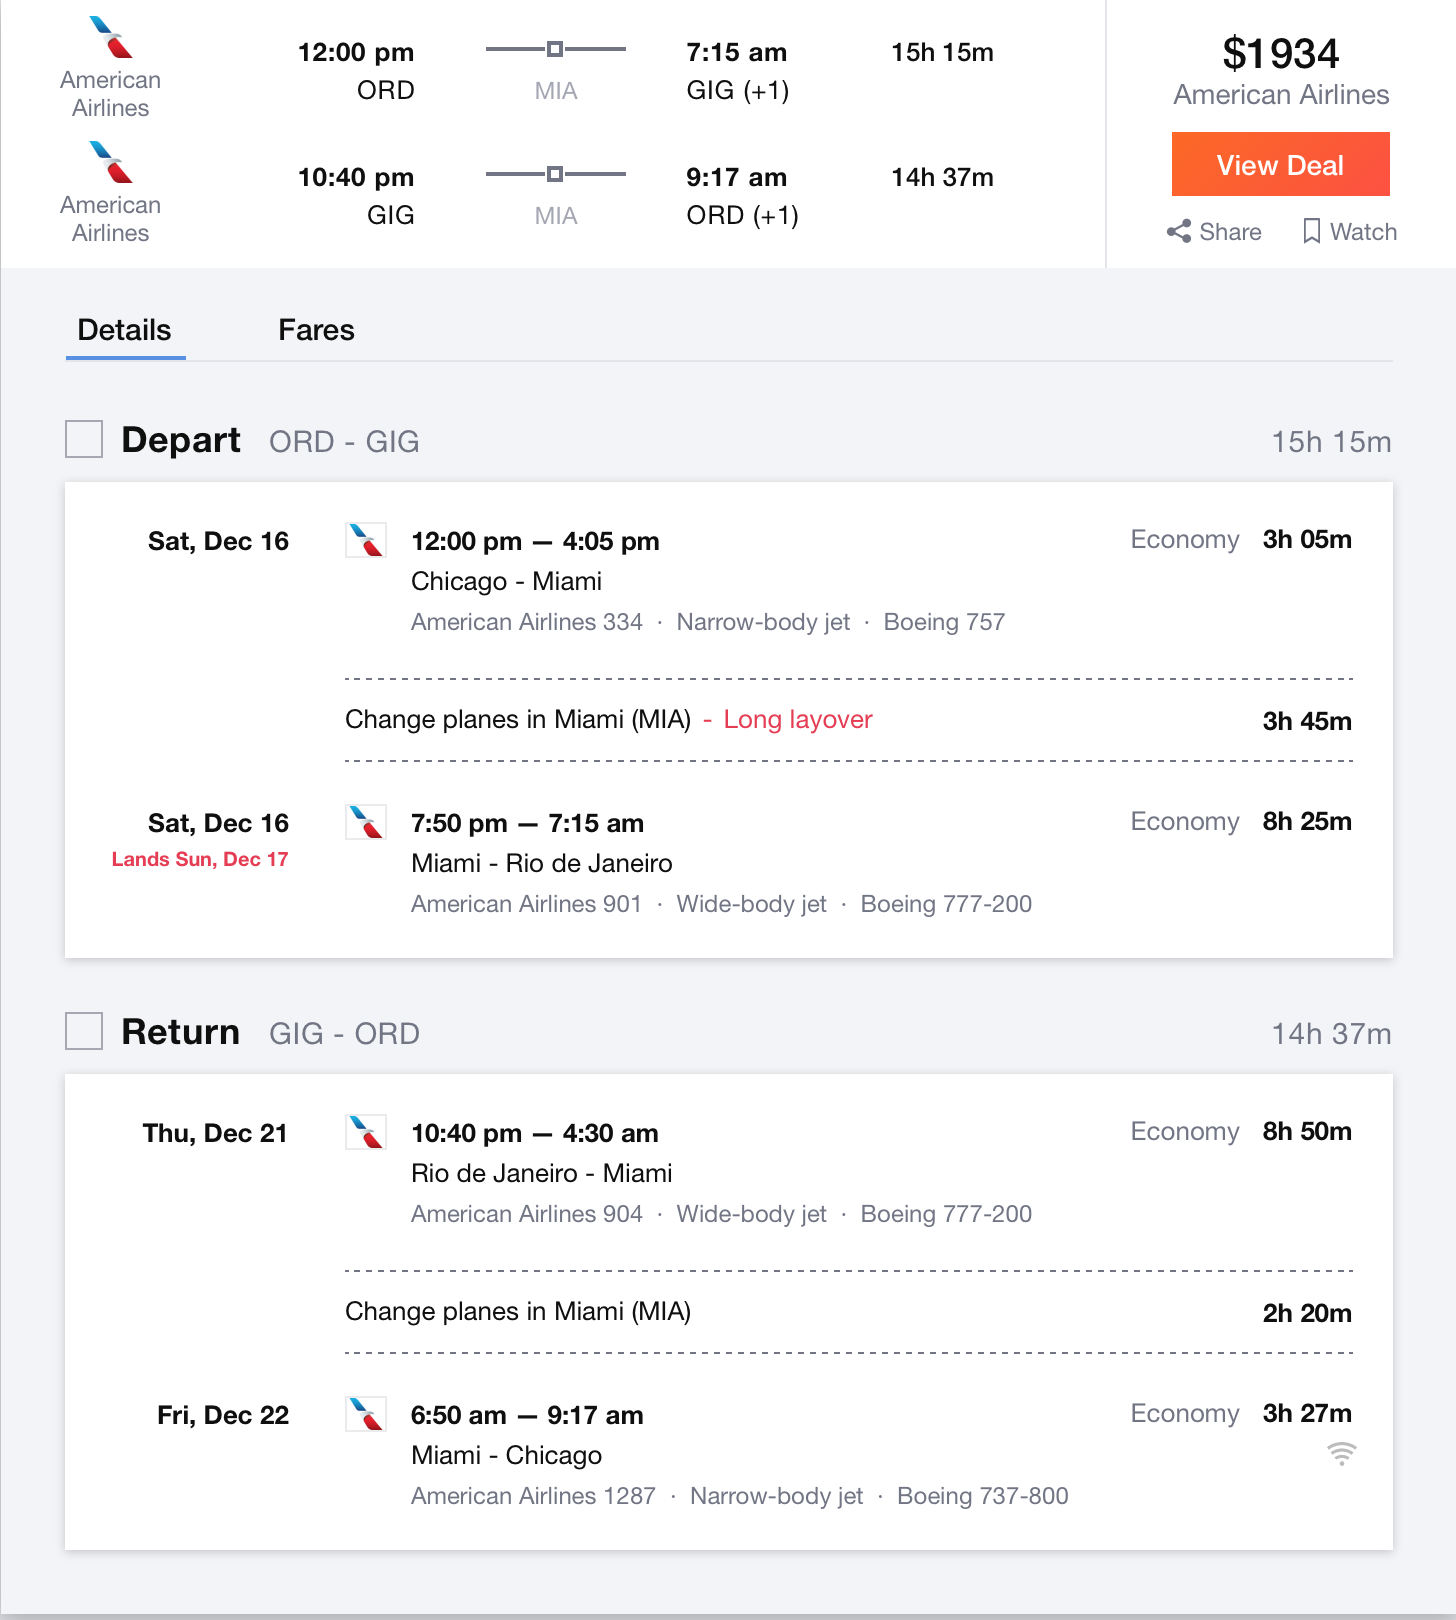 American
Airlines
12:00 pm
ORD
MIA
7:15 am
GIG (+1)
15h 15m
American
Airlines
10:40 pm
GIG
MIA
9:17 am
ORD (+1)
14h 37m
$1934
American Airlines
View Deal
Share
Watch
Details
Fares
Depart ORD - GIG 15h 15m
Sat, Dec 16 12:00 pm — 4:05 pm Economy 3h 05m
Chicago - Miami
American Airlines 334 · Narrow-body jet · Boeing 757
Change planes in Miami (MIA) - Long layover 3h 45m
Sat, Dec 16 7:50 pm — 7:15 am Economy 8h 25m
Lands Sun, Dec 17 Miami - Rio de Janeiro
American Airlines 901 · Wide-body jet · Boeing 777-200
Return GIG - ORD 14h 37m
Thu, Dec 21 10:40 pm — 4:30 am Economy 8h 50m
Rio de Janeiro - Miami
American Airlines 904 · Wide-body jet · Boeing 777-200
Change planes in Miami (MIA) 2h 20m
Fri, Dec 22 6:50 am — 9:17 am Economy 3h 27m
Miami - Chicago
American Airlines 1287 · Narrow-body jet · Boeing 737-800